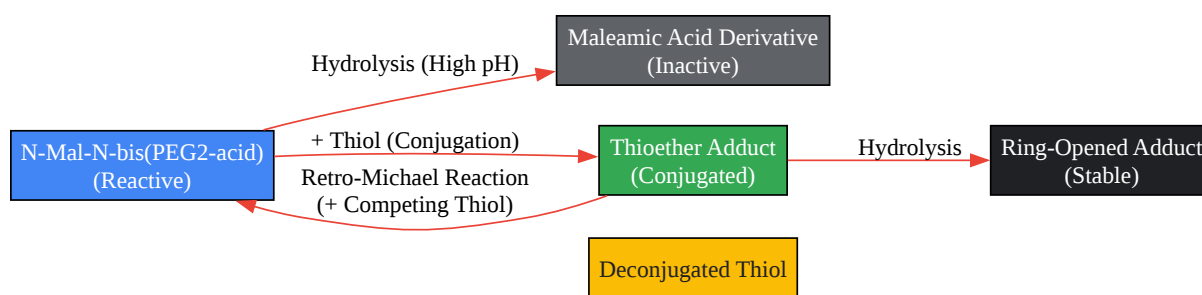 Maleamic Acid Derivative
(Inactive)
Hydrolysis (High pH)
N-Mal-N-bis(PEG2-acid)
(Reactive)
+ Thiol (Conjugation)
Thioether Adduct
(Conjugated)
Hydrolysis
Ring-Opened Adduct
(Stable)
Retro-Michael Reaction
(+ Competing Thiol)
Deconjugated Thiol